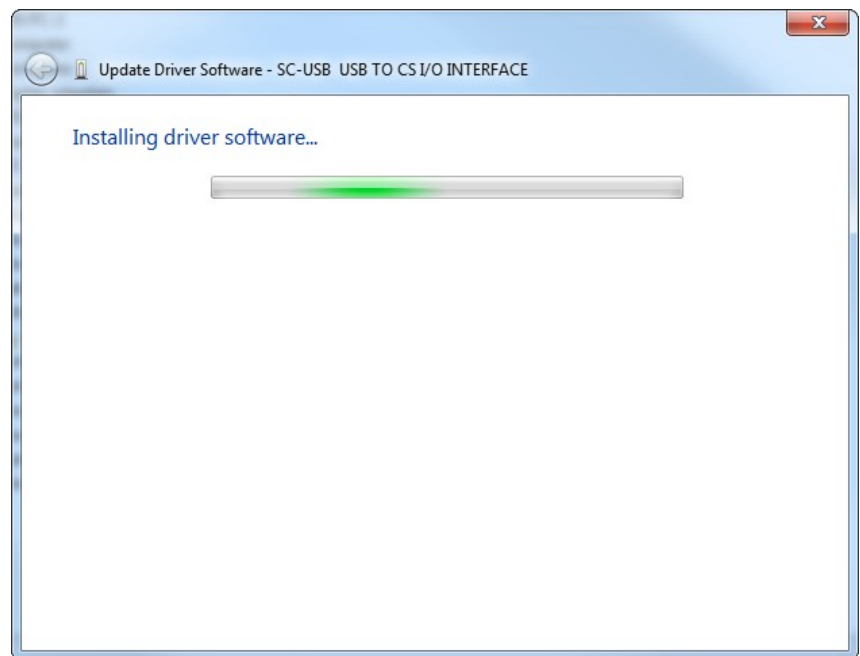 Update Driver Software - SC-USB  USB TO CS I/O INTERFACE
Installing driver software...